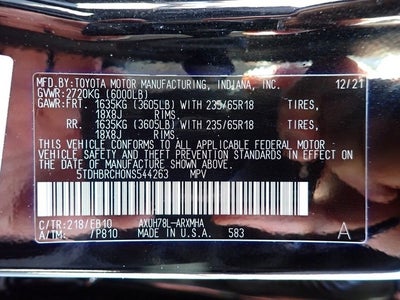 MFD.BY:TOYOTA MOTOR MANUFACTURING, INDIANA, INC. 12/21
GVWR:2720KG (6000LB)
GAWR:FRT. 1635KG (3605LB) WITH 235/65R18 TIRES,
18X8J RIMS.
RR. 1635KG (3605LB) WITH 235/65R18 TIRES,
18X8J RIMS.
THIS VEHICLE CONFORMS TO ALL APPLICABLE FEDERAL MOTOR
VEHICLE SAFETY, BUMPER, AND THEFT PREVENTION STANDARDS
IN EFFECT ON THE DATE OF MANUFACTURE SHOWN ABOVE.
5TDHBRCH0NS544263 MPV
C/TR:218/EB10 AXUH78L-ARXMHA
/P810 MADE IN U.S.A. 583 A